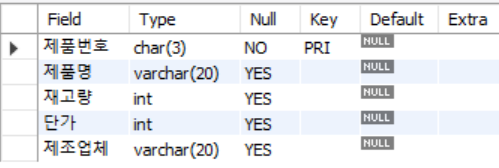 Field Type Null Key Default Extra
제품번호 char(3) NO PRI NULL
제품명 varchar(20) YES NULL
재고량 int YES NULL
단가 int YES NULL
제조업체 varchar(20) YES NULL